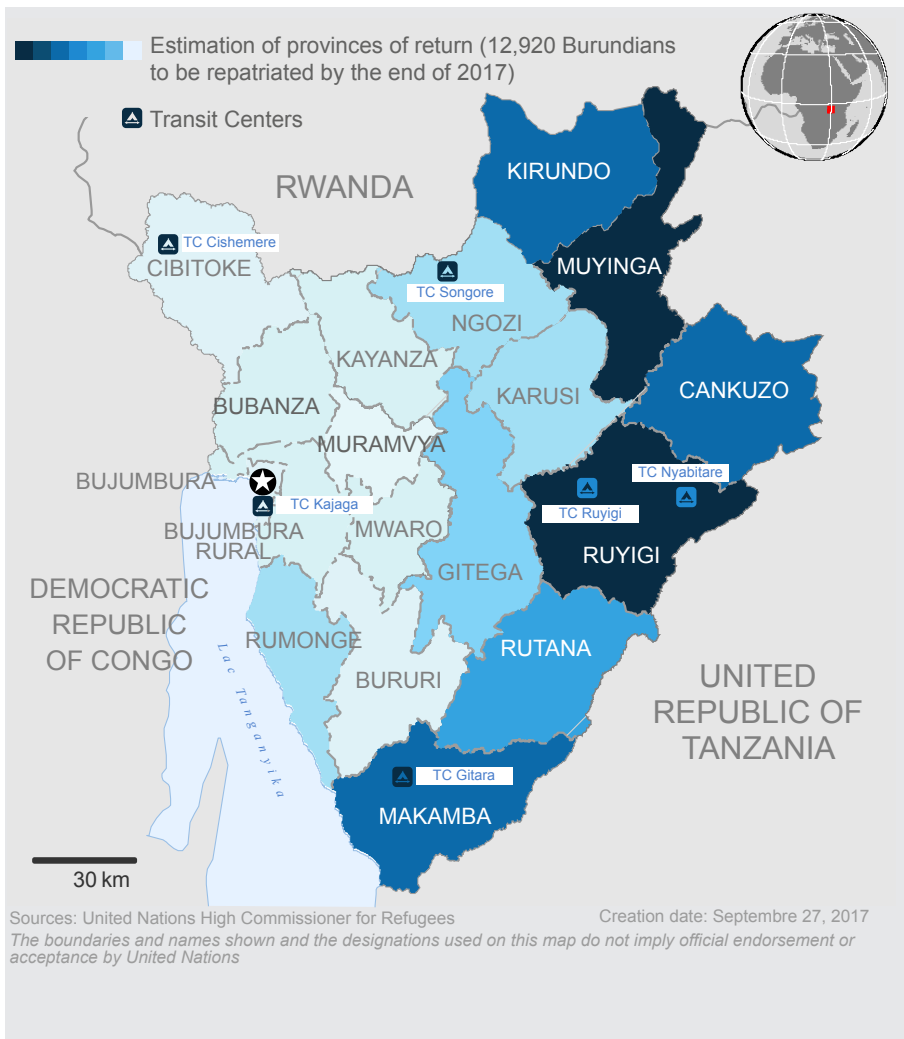 Estimation of provinces of return (12,920 Burundians
to be repatriated by the end of 2017)
Transit Centers
RWANDA
KIRUNDO
TC Cishemere
CIBITOKE
MUYINGA
TC Songore
NGOZI
KAYANZA
KARUSI
CANKUZO
BUBANZA
MURAMVYA
BUJUMBURA
TC Nyabitare
TC Kajaga
TC Ruyigi
BUJUMBURA
RURAL
MWARO
RUYIGI
GITEGA
DEMOCRATIC
REPUBLIC
OF CONGO
RUMONGE
Lac Tanganyika
RUTANA
BURURI
UNITED
REPUBLIC OF
TANZANIA
TC Gitara
MAKAMBA
30 km
Sources: United Nations High Commissioner for Refugees
Creation date: Septembre 27, 2017
The boundaries and names shown and the designations used on this map do not imply official endorsement or
acceptance by United Nations